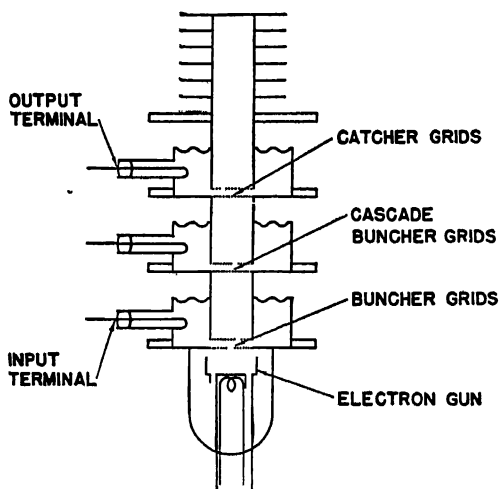 OUTPUT
TERMINAL
CATCHER GRIDS
CASCADE
BUNCHER GRIDS
BUNCHER GRIDS
INPUT
TERMINAL
ELECTRON GUN